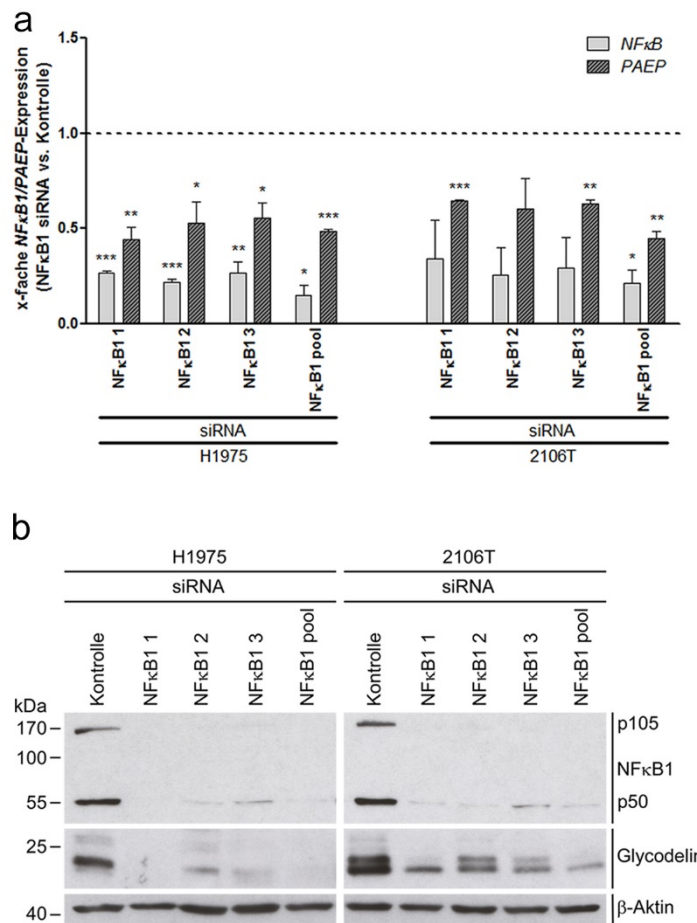 a
x-fache NFκB1/PAEP-Expression
(NFκB1 siRNA vs. Kontrolle)
1.5
1.0
0.5
0.0
NFκB
PAEP
*** ** *** * ** * * ***
*** ** * **
NFκB1 1 NFκB1 2 NFκB1 3 NFκB1 pool NFκB1 1 NFκB1 2 NFκB1 3 NFκB1 pool
siRNA siRNA
H1975 2106T
b
H1975 2106T
siRNA siRNA
Kontrolle NFκB1 1 NFκB1 2 NFκB1 3 NFκB1 pool Kontrolle NFκB1 1 NFκB1 2 NFκB1 3 NFκB1 pool
kDa
170 p105
100
NFκB1
55 p50
25
Glycodelin
40 β-Aktin